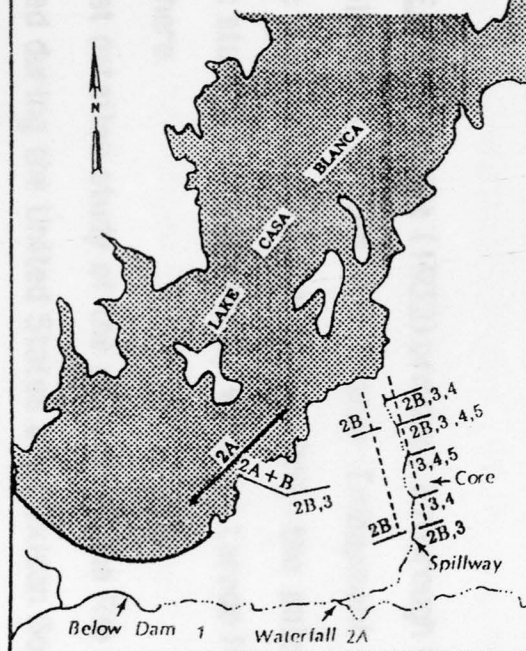 N
LAKE CASA BLANCA
2A
2A+B
2B,3
2B
2B
2B,3,4
2B,3,4,5
3,4,5
Core
3,4
2B,3
Spillway
Below Dam 1
Waterfall 2A